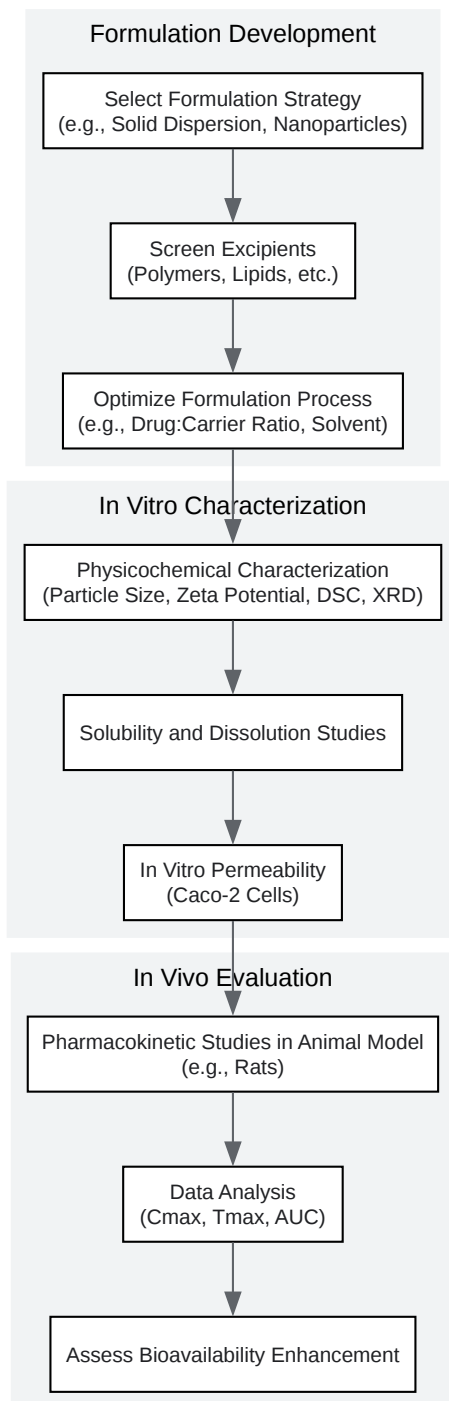 Formulation Development
Select Formulation Strategy
(e.g., Solid Dispersion, Nanoparticles)
Screen Excipients
(Polymers, Lipids, etc.)
Optimize Formulation Process
(e.g., Drug:Carrier Ratio, Solvent)
In Vitro Characterization
Physicochemical Characterization
(Particle Size, Zeta Potential, DSC, XRD)
Solubility and Dissolution Studies
In Vitro Permeability
(Caco-2 Cells)
In Vivo Evaluation
Pharmacokinetic Studies in Animal Model
(e.g., Rats)
Data Analysis
(Cmax, Tmax, AUC)
Assess Bioavailability Enhancement